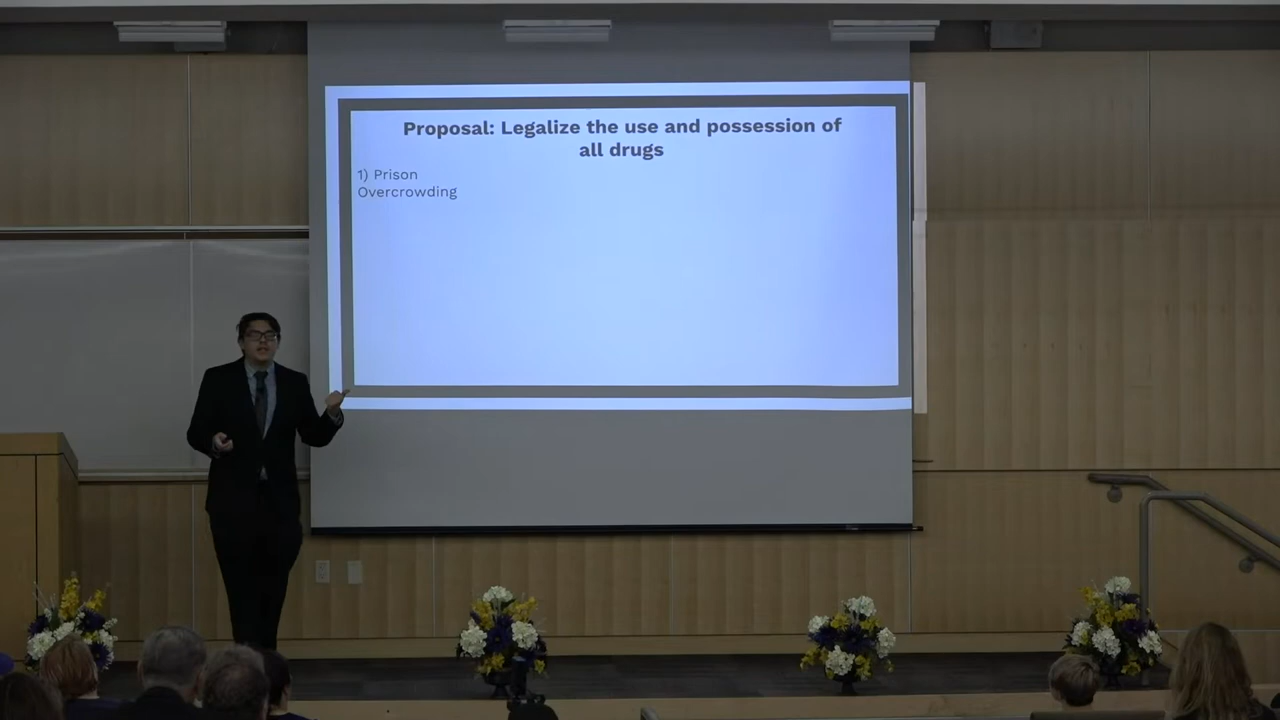 Proposal: Legalize the use and possession of
all drugs
1) Prison
Overcrowding